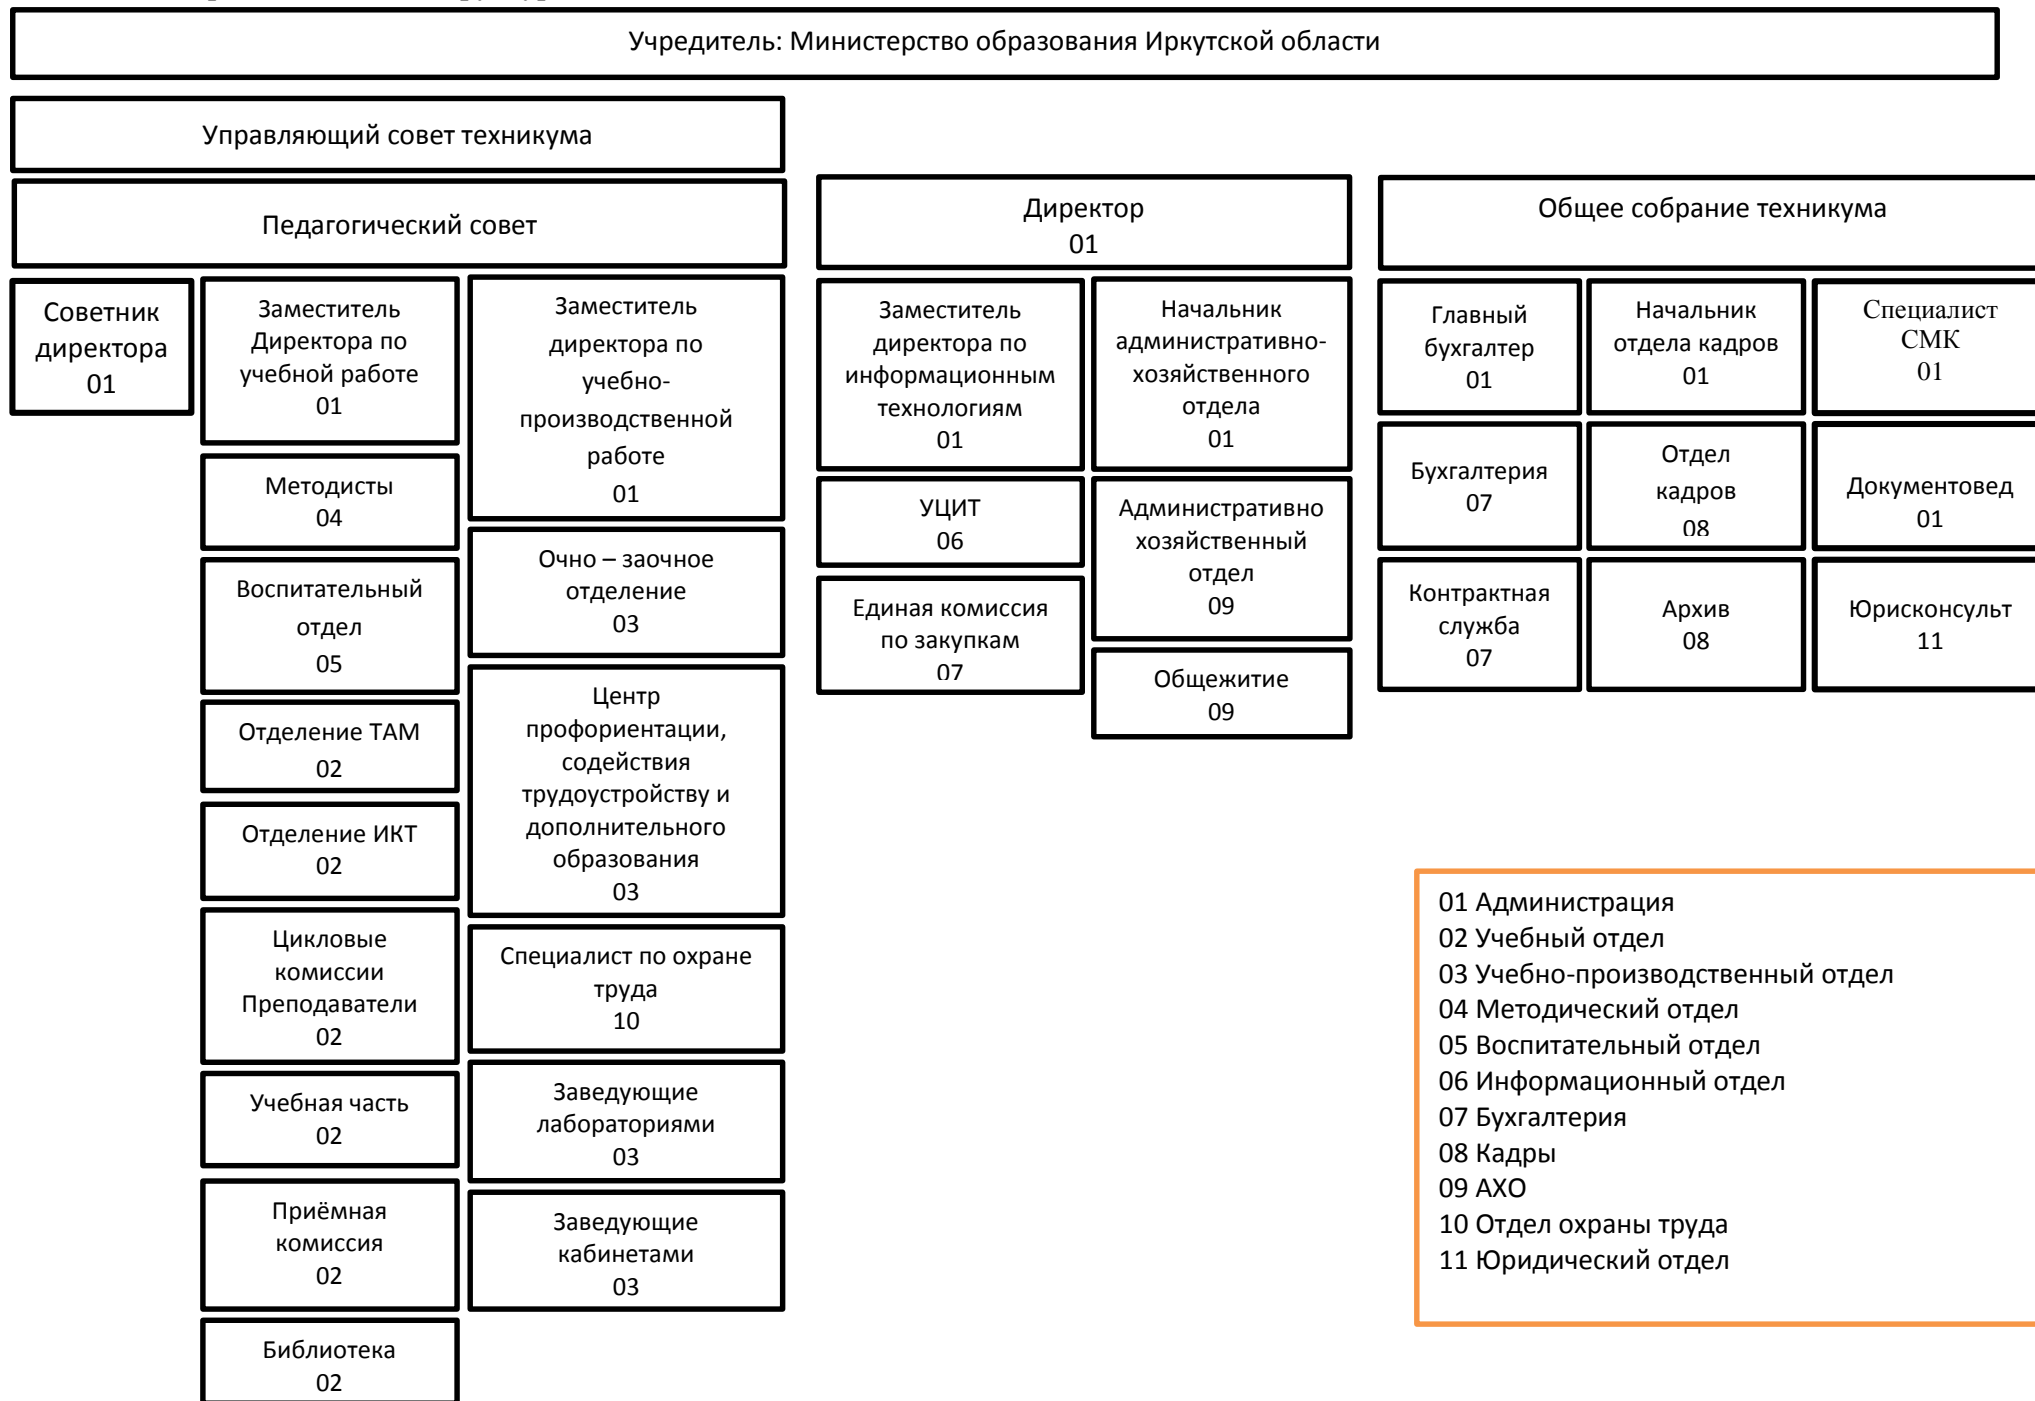 Учредитель: Министерство образования Иркутской области
Управляющий совет техникума
Педагогический совет
Директор
01
Общее собрание техникума
Советник
директора
01
Заместитель
Директора по
учебной работе
01
Методисты
04
Воспитательный
отдел
05
Отделение ТАМ
02
Отделение ИКТ
02
Цикловые
комиссии
Преподаватели
02
Учебная часть
02
Приёмная
комиссия
02
Библиотека
02
Заместитель
директора по
учебно-
производственной
работе
01
Очно – заочное
отделение
03
Центр
профориентации,
содействия
трудоустройству и
дополнительного
образования
03
Специалист по охране
труда
10
Заведующие
лабораториями
03
Заведующие
кабинетами
03
Заместитель
директора по
информационным
технологиям
01
УЦИТ
06
Единая комиссия
по закупкам
07
Начальник
административно-
хозяйственного
отдела
01
Административно
хозяйственный
отдел
09
Общежитие
09
Главный
бухгалтер
01
Бухгалтерия
07
Контрактная
служба
07
Начальник
отдела кадров
01
Отдел
кадров
08
Архив
08
Специалист
СМК
01
Документовед
01
Юрисконсульт
11
01 Администрация
02 Учебный отдел
03 Учебно-производственный отдел
04 Методический отдел
05 Воспитательный отдел
06 Информационный отдел
07 Бухгалтерия
08 Кадры
09 АХО
10 Отдел охраны труда
11 Юридический отдел